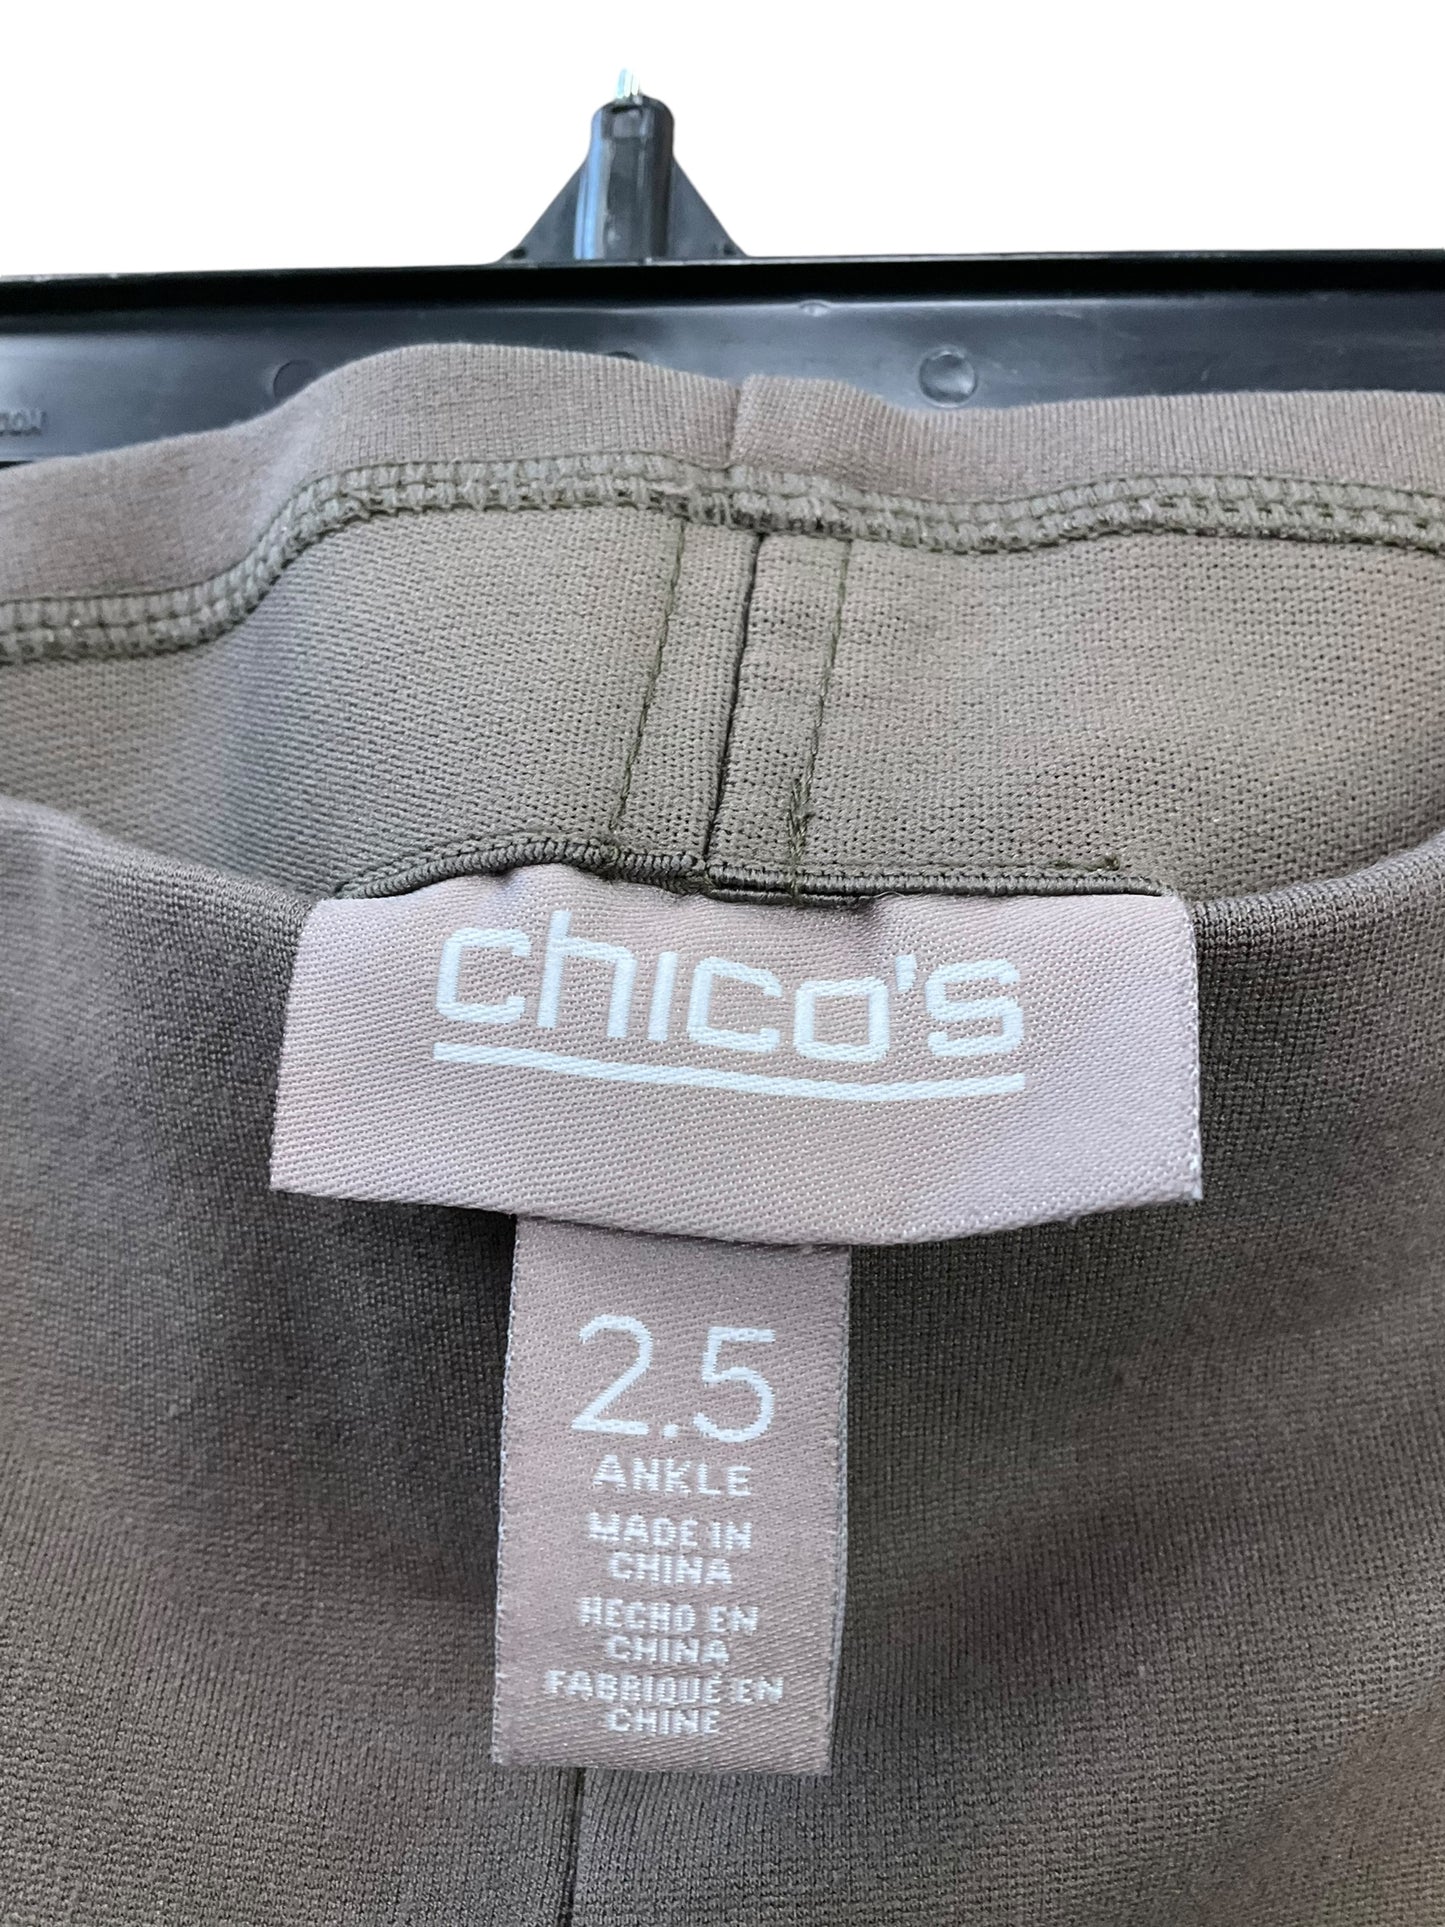 chico's
2.5
ANKLE
MADE IN
CHINA
HECHO EN
CHINA
FABRIQUÉ EN
CHINE